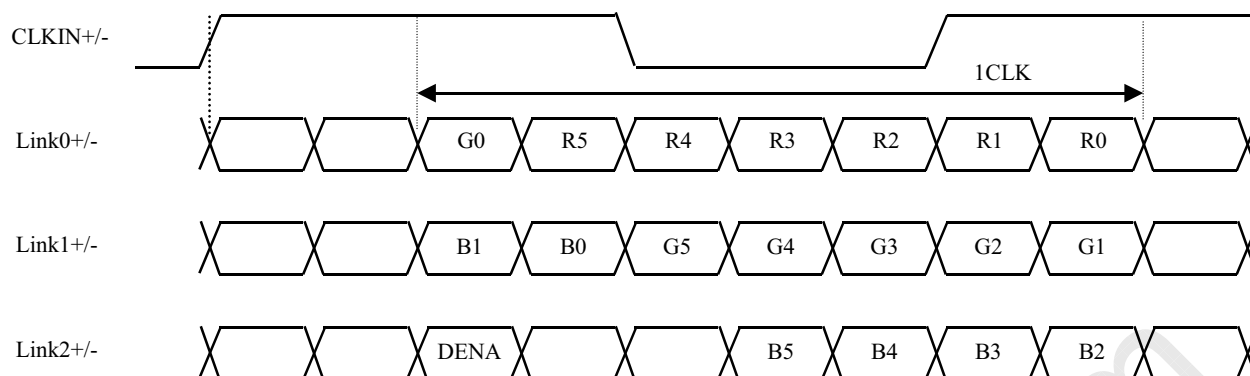 CLKIN+/-
1CLK
Link0+/- G0 R5 R4 R3 R2 R1 R0
Link1+/- B1 B0 G5 G4 G3 G2 G1
Link2+/- DENA B5 B4 B3 B2